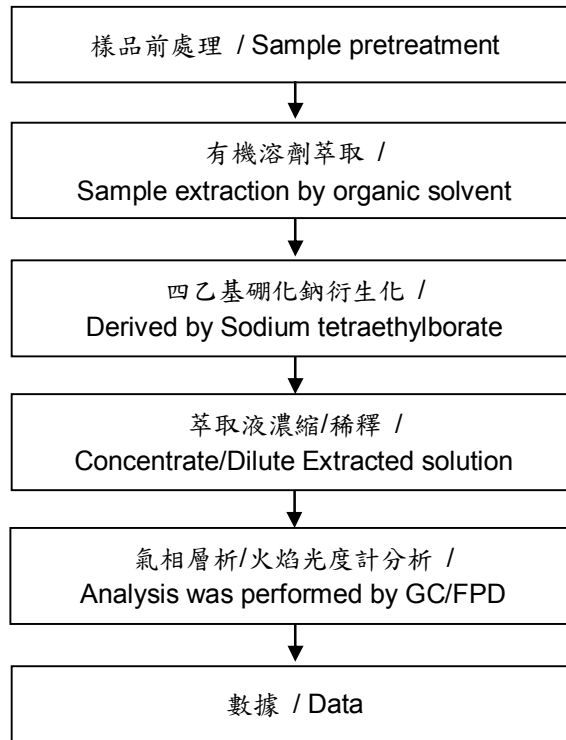 樣品前處理 / Sample pretreatment
有機溶劑萃取 /
Sample extraction by organic solvent
四乙基硼化鈉衍生化 /
Derived by Sodium tetraethylborate
萃取液濃縮/稀釋 /
Concentrate/Dilute Extracted solution
氣相層析/火焰光度計分析 /
Analysis was performed by GC/FPD
數據 / Data